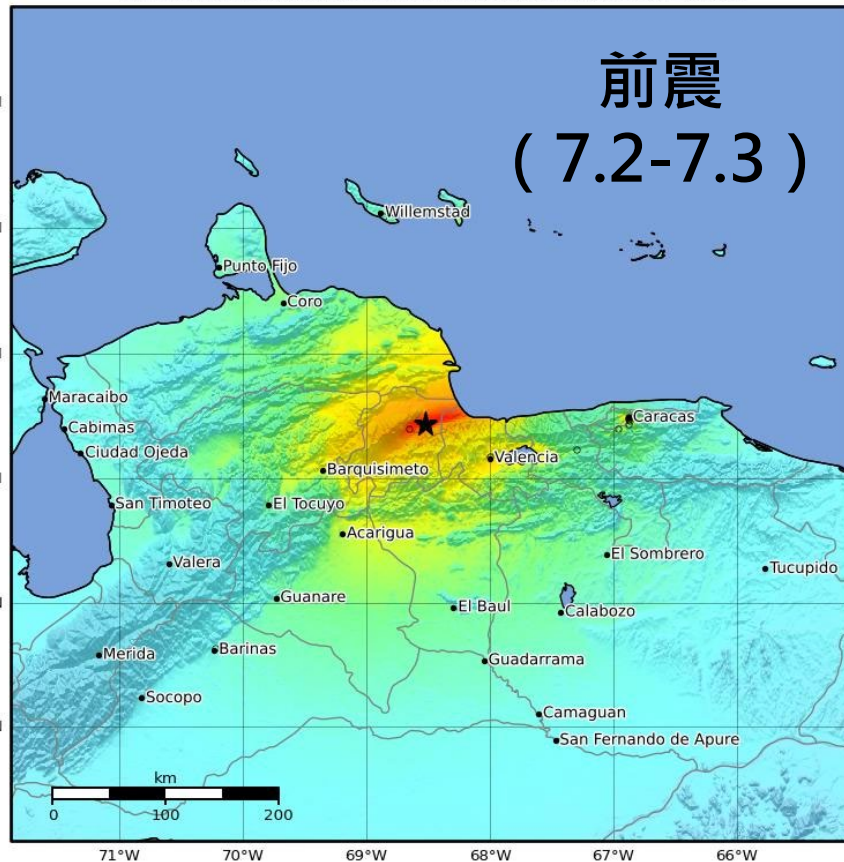 前震
（7.2-7.3）
Willemstad
Punto Fijo
Coro
Maracaibo
Caracas
Cabimas
Ciudad Ojeda
Valencia
Barquisimeto
San Timoteo
El Tocuyo
Acarigua
El Sombrero
Valera
Tucupido
Guanare
El Baul
Calabozo
Merida
Barinas
Guadarrama
Socopo
Camaguan
San Fernando de Apure
km
0 100 200
71°W 70°W 69°W 68°W 67°W 66°W